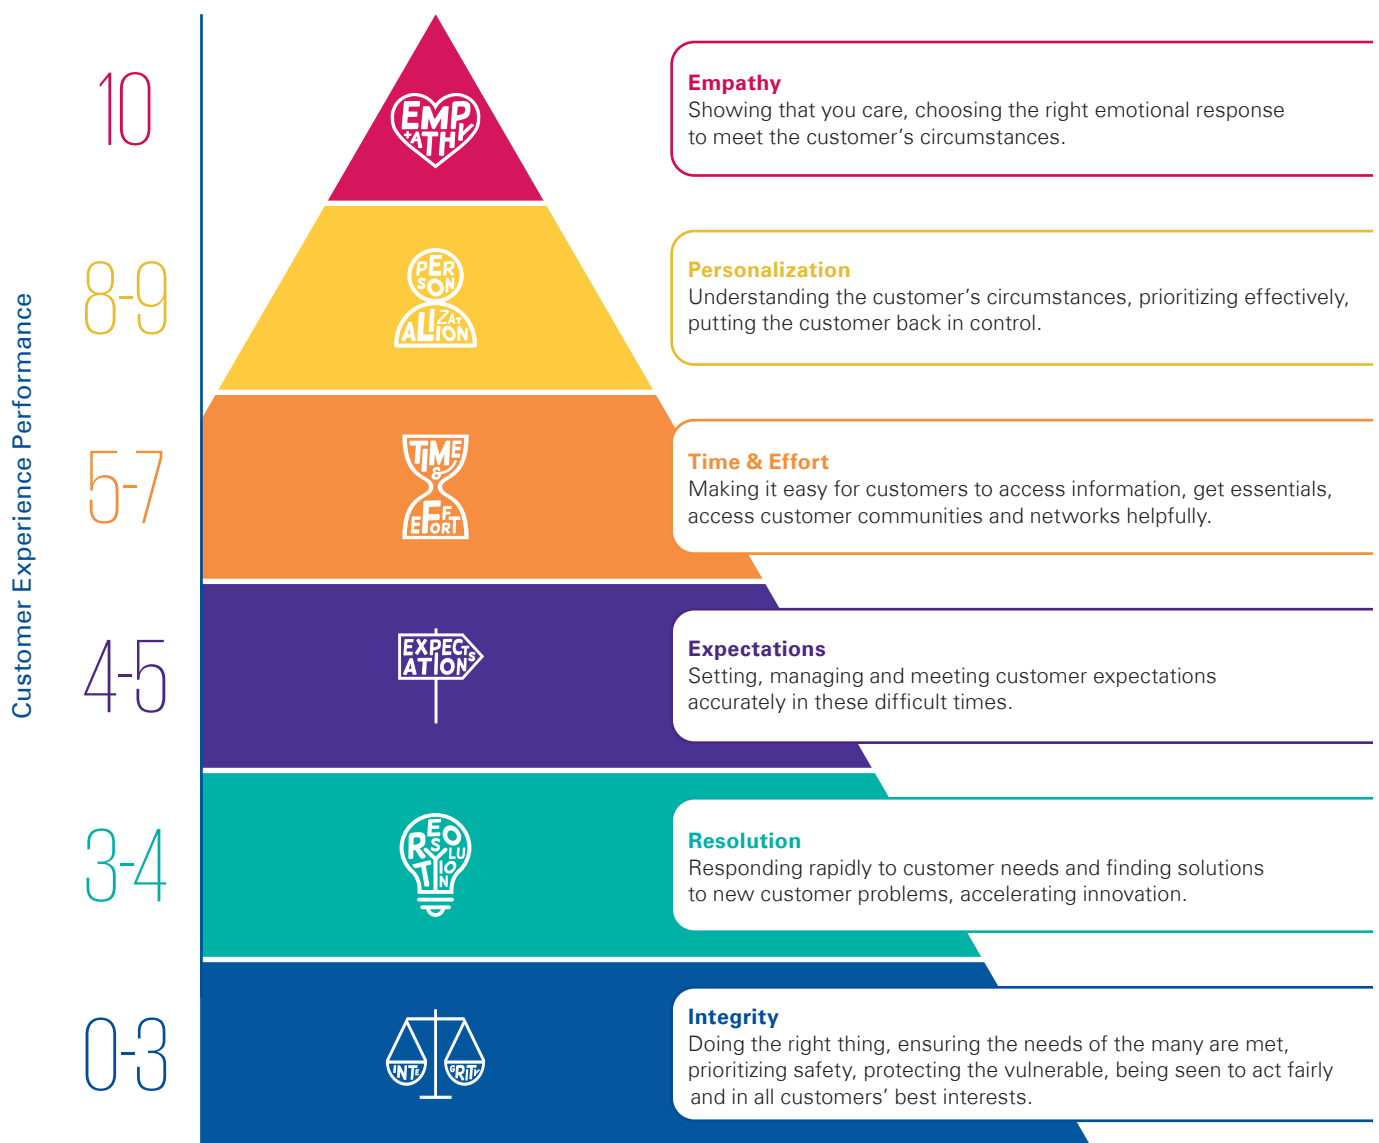 Customer Experience Performance
10
EMP
ATHY
Empathy
Showing that you care, choosing the right emotional response
to meet the customer’s circumstances.
8-9
PER
SON
ALIZAT
ION
Personalization
Understanding the customer’s circumstances, prioritizing effectively,
putting the customer back in control.
5-7
TIME
&
EFFORT
Time & Effort
Making it easy for customers to access information, get essentials,
access customer communities and networks helpfully.
4-5
EXPECT
ATIONS
Expectations
Setting, managing and meeting customer expectations
accurately in these difficult times.
3-4
RESOLUTION
Resolution
Responding rapidly to customer needs and finding solutions
to new customer problems, accelerating innovation.
0-3
INTE GRITY
Integrity
Doing the right thing, ensuring the needs of the many are met,
prioritizing safety, protecting the vulnerable, being seen to act fairly
and in all customers’ best interests.